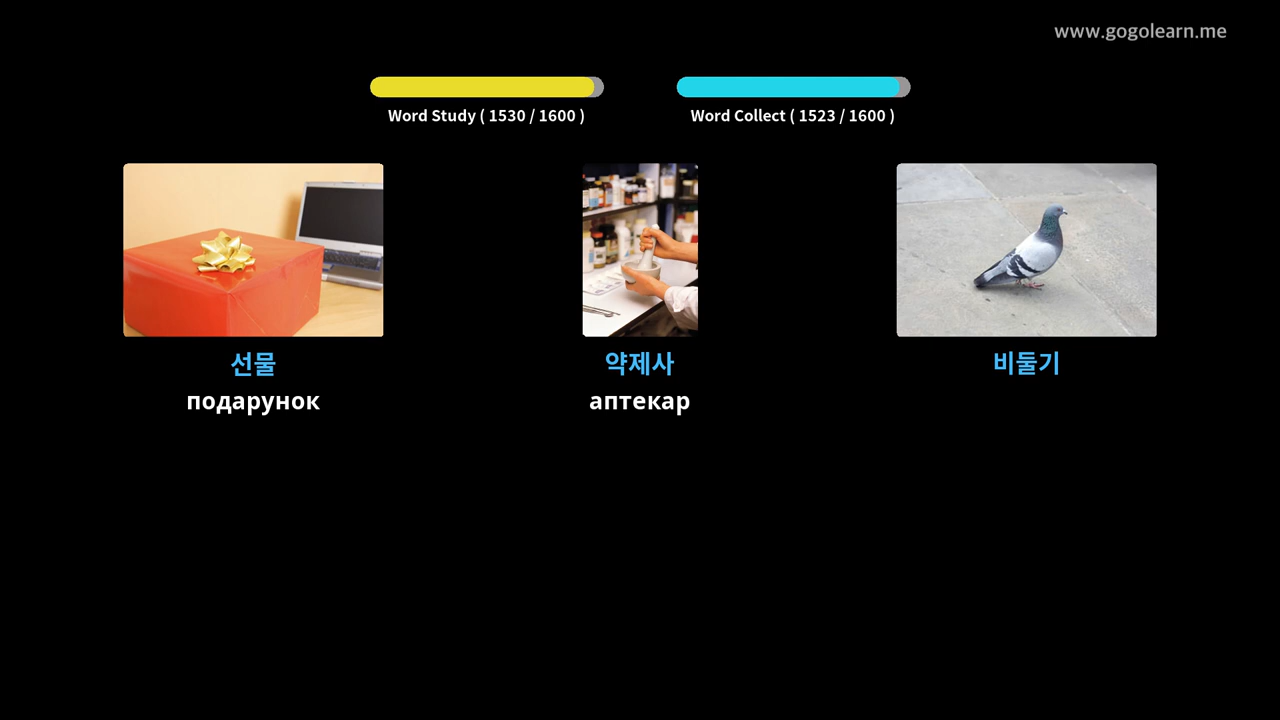 www.gogolearn.me
Word Study ( 1530 / 1600 )
Word Collect ( 1523 / 1600 )
선물
약제사
비둘기
подарунок
аптекар